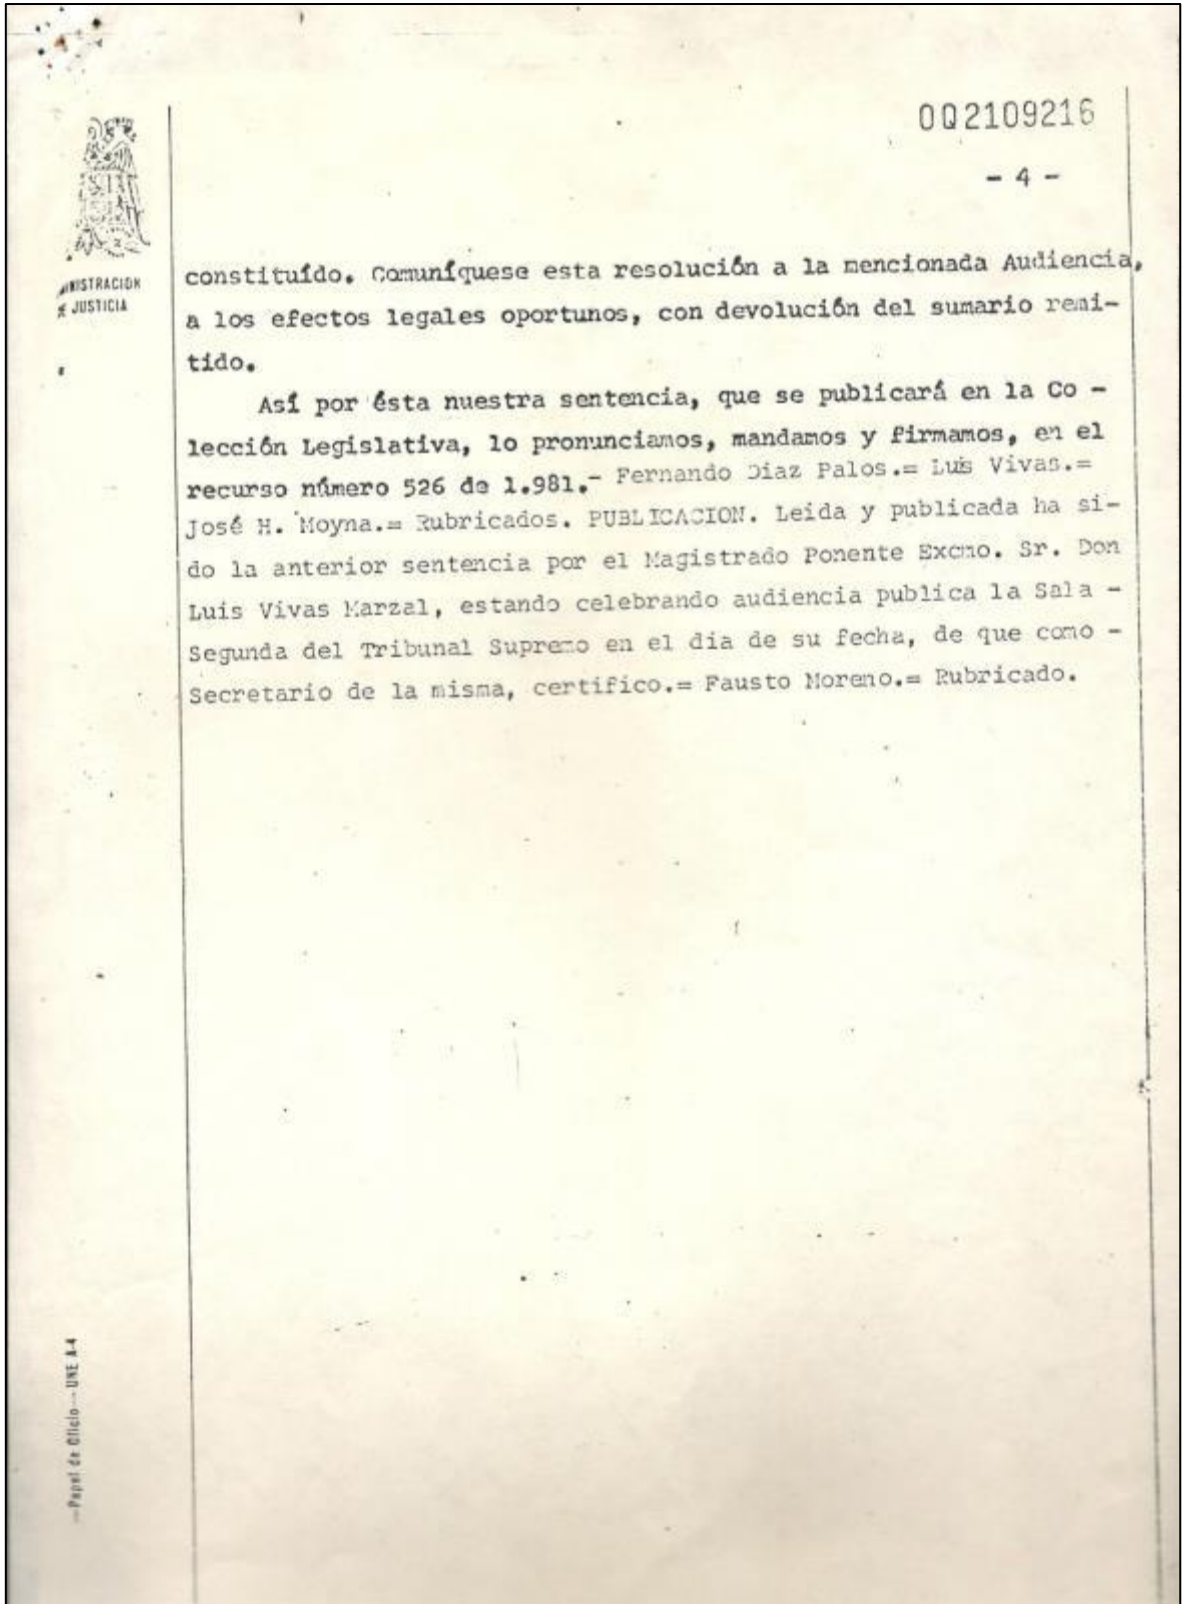 0Q2109216
- 4 -
MINISTRACION
DE JUSTICIA
constituído. Comuníquese esta resolución a la mencionada Audiencia,
a los efectos legales oportunos, con devolución del sumario remi-
tido.
Así por ésta nuestra sentencia, que se publicará en la Co -
lección Legislativa, lo pronunciamos, mandamos y firmamos, en el
recurso número 526 de 1.981.- Fernando Diaz Palos.= Luis Vivas.=
José H. Moyna.= Rubricados. PUBLICACION. Leida y publicada ha si-
do la anterior sentencia por el Magistrado Ponente Excmo. Sr. Don
Luis Vivas Marzal, estando celebrando audiencia publica la Sala -
Segunda del Tribunal Supremo en el dia de su fecha, de que como -
Secretario de la misma, certifico.= Fausto Moreno.= Rubricado.
—Papel de Oficio— UNE A-4